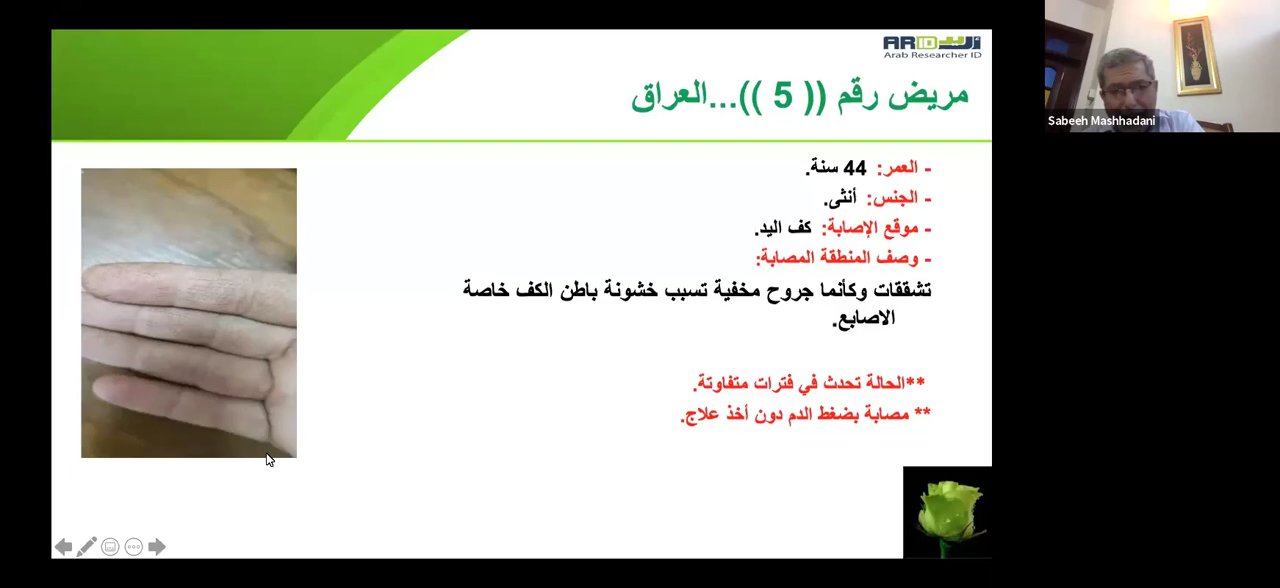 ARID أريد
Arab Researcher ID
مريض رقم (( 5 ))...العراق
Sabeeh Mashhadani
- العمر: 44 سنة.
- الجنس: أنثى.
- موقع الإصابة: كف اليد.
- وصف المنطقة المصابة:
تشققات وكأنما جروح مخفية تسبب خشونة باطن الكف خاصة
الاصابع.
**الحالة تحدث في فترات متفاوتة.
** مصابة بضغط الدم دون أخذ علاج.